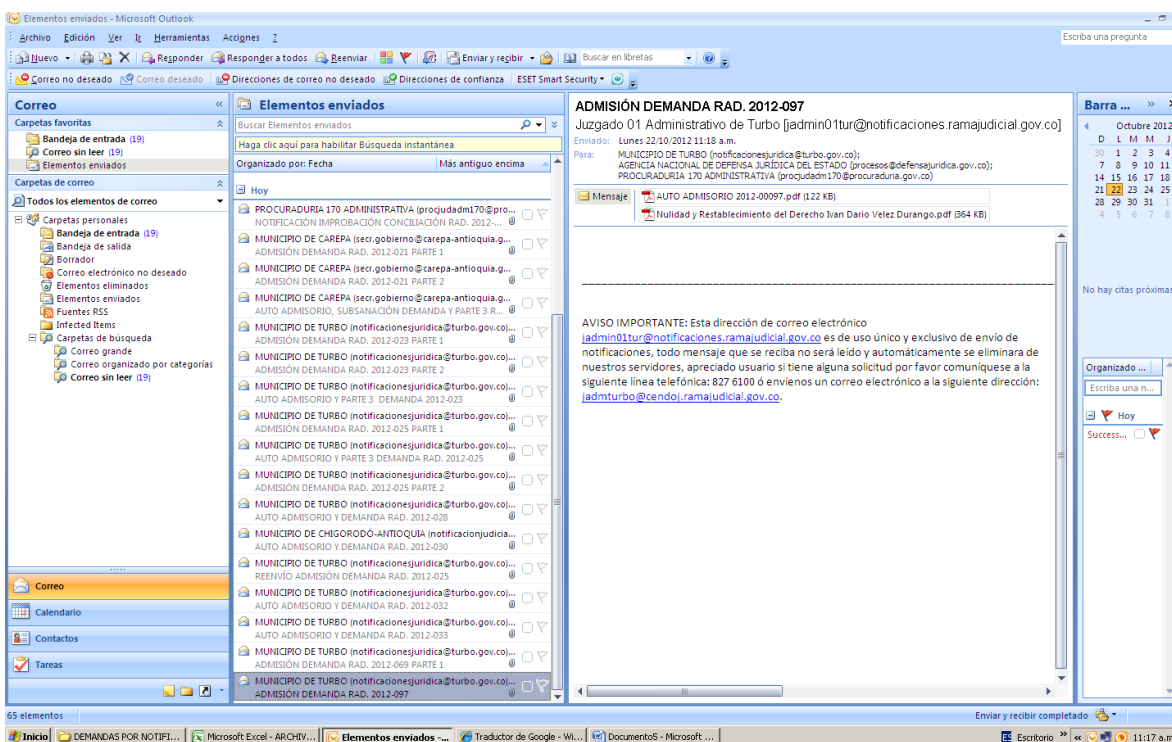 Elementos enviados - Microsoft Outlook
Archivo Edición Ver Ir Herramientas Acciones ?
Escriba una pregunta
Nuevo Responder Responder a todos Reenviar Enviar y recibir Buscar en libretas
Correo no deseado Correo deseado Direcciones de correo no deseado Direcciones de confianza ESET Smart Security
Correo
Carpetas favoritas
Bandeja de entrada (19)
Correo sin leer (19)
Elementos enviados
Carpetas de correo
Todos los elementos de correo
Carpetas personales
Bandeja de entrada (19)
Bandeja de salida
Borrador
Correo electrónico no deseado
Elementos eliminados
Elementos enviados
Fuentes RSS
Infected Items
Carpetas de búsqueda
Correo grande
Correo organizado por categorías
Correo sin leer (19)
Correo
Calendario
Contactos
Tareas
Elementos enviados
Buscar Elementos enviados
Haga clic aquí para habilitar Búsqueda instantánea
Organizado por: Fecha Más antiguo encima
Hoy
PROCURADURIA 170 ADMINISTRATIVA (procjudadm170@pro...
NOTIFICACIÓN IMPROBACIÓN CONCILIACIÓN RAD. 2012-...
MUNICIPIO DE CAREPA (secr.gobierno@carepa-antioquia.g...
ADMISIÓN DEMANDA RAD. 2012-021 PARTE 1
MUNICIPIO DE CAREPA (secr.gobierno@carepa-antioquia.g...
ADMISIÓN DEMANDA RAD. 2012-021 PARTE 2
MUNICIPIO DE CAREPA (secr.gobierno@carepa-antioquia.g...
AUTO ADMISORIO, SUBSANACIÓN DEMANDA Y PARTE 3 R...
MUNICIPIO DE TURBO (notificacionesjuridica@turbo.gov.co)...
ADMISIÓN DEMANDA RAD. 2012-023 PARTE 1
MUNICIPIO DE TURBO (notificacionesjuridica@turbo.gov.co)...
ADMISIÓN DEMANDA RAD. 2012-023 PARTE 2
MUNICIPIO DE TURBO (notificacionesjuridica@turbo.gov.co)...
AUTO ADMISORIO Y PARTE 3 DEMANDA 2012-023
MUNICIPIO DE TURBO (notificacionesjuridica@turbo.gov.co)...
ADMISIÓN DEMANDA RAD. 2012-025 PARTE 1
MUNICIPIO DE TURBO (notificacionesjuridica@turbo.gov.co)...
AUTO ADMISORIO Y PARTE 3 DEMANDA RAD. 2012-025
MUNICIPIO DE TURBO (notificacionesjuridica@turbo.gov.co)...
ADMISIÓN DEMANDA RAD. 2012-025 PARTE 2
MUNICIPIO DE TURBO (notificacionesjuridica@turbo.gov.co)...
AUTO ADMISORIO Y DEMANDA RAD. 2012-028
MUNICIPIO DE CHIGORODÓ-ANTIOQUIA (notificacionjudicia...
AUTO ADMISORIO Y DEMANDA RAD. 2012-030
MUNICIPIO DE TURBO (notificacionesjuridica@turbo.gov.co)...
REENVÍO ADMISIÓN DEMANDA RAD. 2012-025
MUNICIPIO DE TURBO (notificacionesjuridica@turbo.gov.co)...
AUTO ADMISORIO Y DEMANDA RAD. 2012-032
MUNICIPIO DE TURBO (notificacionesjuridica@turbo.gov.co)...
AUTO ADMISORIO Y DEMANDA RAD. 2012-033
MUNICIPIO DE TURBO (notificacionesjuridica@turbo.gov.co)...
ADMISIÓN DEMANDA RAD. 2012-069 PARTE 1
MUNICIPIO DE TURBO (notificacionesjuridica@turbo.gov.co)...
ADMISIÓN DEMANDA RAD. 2012-097
ADMISIÓN DEMANDA RAD. 2012-097
Juzgado 01 Administrativo de Turbo [jadmin01tur@notificaciones.ramajudicial.gov.co]
Enviado: Lunes 22/10/2012 11:18 a.m.
Para: MUNICIPIO DE TURBO (notificacionesjuridica@turbo.gov.co);
AGENCIA NACIONAL DE DEFENSA JURÍDICA DEL ESTADO (procesos@defensajuridica.gov.co);
PROCURADURIA 170 ADMINISTRATIVA (procjudadm170@procuraduria.gov.co)
Mensaje AUTO ADMISORIO 2012-00097.pdf (122 KB)
Nulidad y Restablecimiento del Derecho Ivan Dario Velez Durango.pdf (364 KB)
AVISO IMPORTANTE: Esta dirección de correo electrónico
jadmin01tur@notificaciones.ramajudicial.gov.co es de uso único y exclusivo de envío de
notificaciones, todo mensaje que se reciba no será leído y automáticamente se eliminara de
nuestros servidores, apreciado usuario si tiene alguna solicitud por favor comuníquese a la
siguiente línea telefónica: 827 6100 ó envíenos un correo electrónico a la siguiente dirección:
jadmturbo@cendoj.ramajudicial.gov.co.
Barra ...
Octubre 2012
D L M M J
30 1 2 3 4
7 8 9 10 11
14 15 16 17 18
21 22 23 24 25
28 29 30 31 1
4 5 6 7 8
No hay citas próximas
Organizado ...
Escriba una n...
Hoy
Success...
65 elementos
Enviar y recibir completado
Inicio DEMANDAS POR NOTIFI... Microsoft Excel - ARCHIV... Elementos enviados -... Traductor de Google - Wi... Documento5 - Microsoft ... ES Escritorio 11:17 a.m